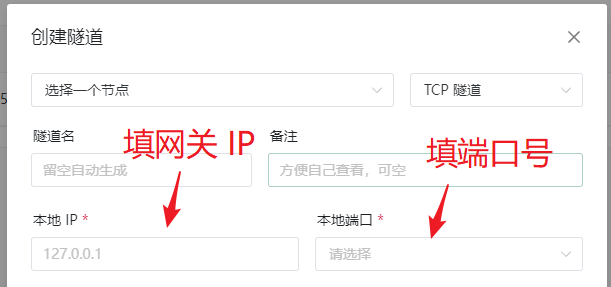 创建隧道
选择一个节点 TCP 隧道
隧道名 填网关 IP 备注 填端口号
留空自动生成 方便自己查看，可空
本地 IP * 本地端口 *
127.0.0.1 请选择